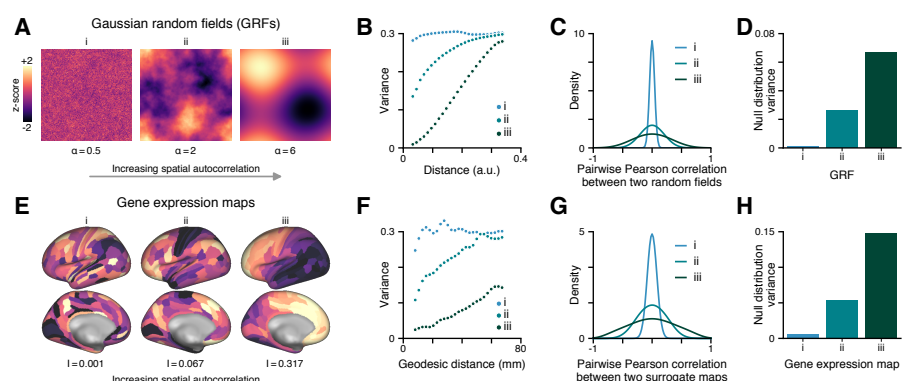 A
Gaussian random fields (GRFs)
i
ii
iii
+2
z-score
-2
α=0.5
α=2
α=6
Increasing spatial autocorrelation
B
0.3
Variance
0
i
ii
iii
0
0.4
Distance (a.u.)
C
10
Density
0
i
ii
iii
-1
0
1
Pairwise Pearson correlation
between two random fields
D
0.08
Null distribution
variance
0
i
ii
iii
GRF
E
Gene expression maps
i
ii
iii
I=0.001
I=0.067
I=0.317
Increasing spatial autocorrelation
F
0.3
Variance
0
i
ii
iii
0
80
Geodesic distance (mm)
G
5
Density
0
i
ii
iii
-1
0
1
Pairwise Pearson correlation
between two surrogate maps
H
0.15
Null distribution
variance
0
i
ii
iii
Gene expression map